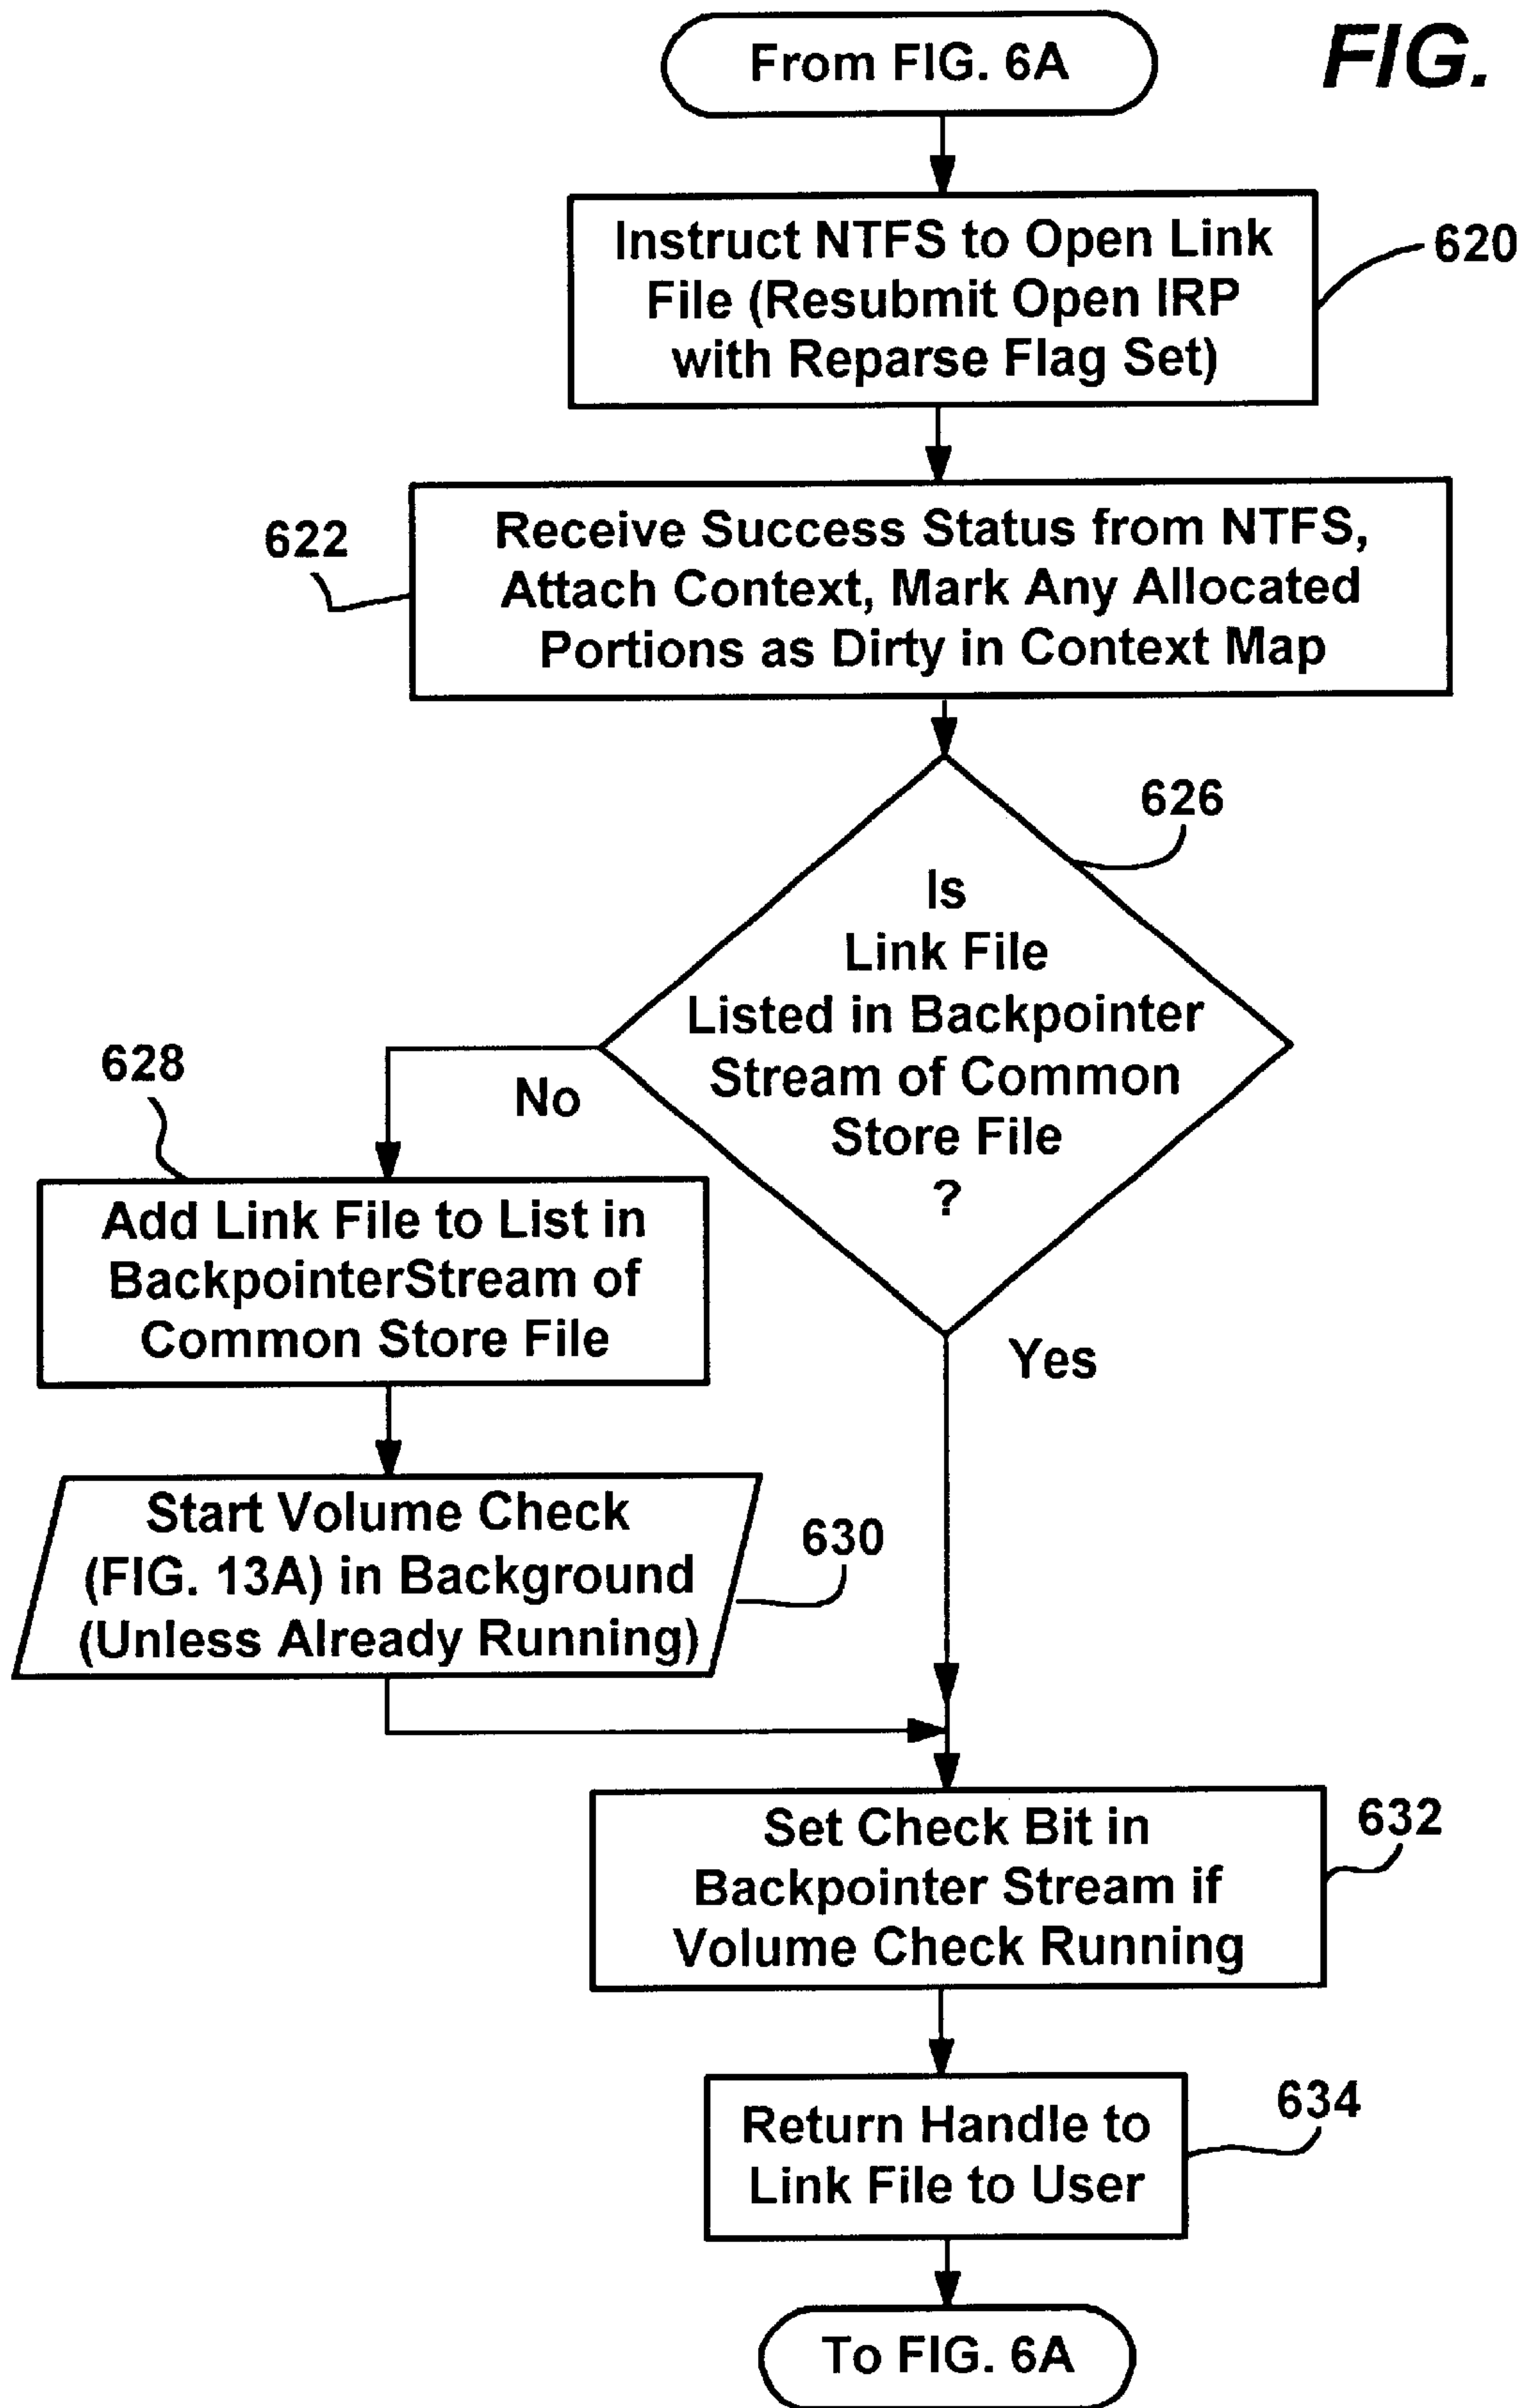 From FIG. 6A
FIG.
Instruct NTFS to Open Link
File (Resubmit Open IRP
with Reparse Flag Set)
620
622
Receive Success Status from NTFS,
Attach Context, Mark Any Allocated
Portions as Dirty in Context Map
626
Is
Link File
Listed in Backpointer
Stream of Common
Store File
?
No
Yes
628
Add Link File to List in
BackpointerStream of
Common Store File
Start Volume Check
(FIG. 13A) in Background
(Unless Already Running)
630
Set Check Bit in
Backpointer Stream if
Volume Check Running
632
Return Handle to
Link File to User
634
To FIG. 6A